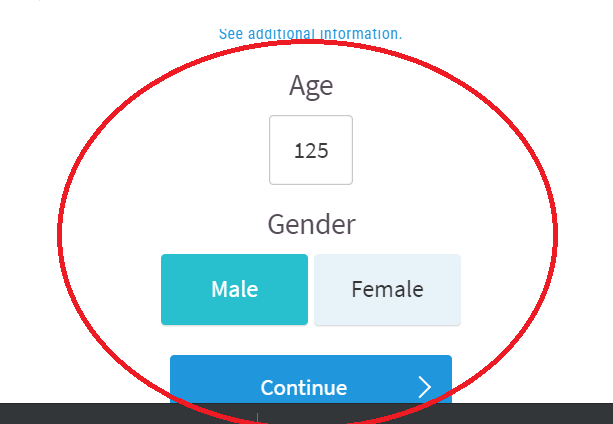 See additional information.
Age
125
Gender
Male Female
Continue